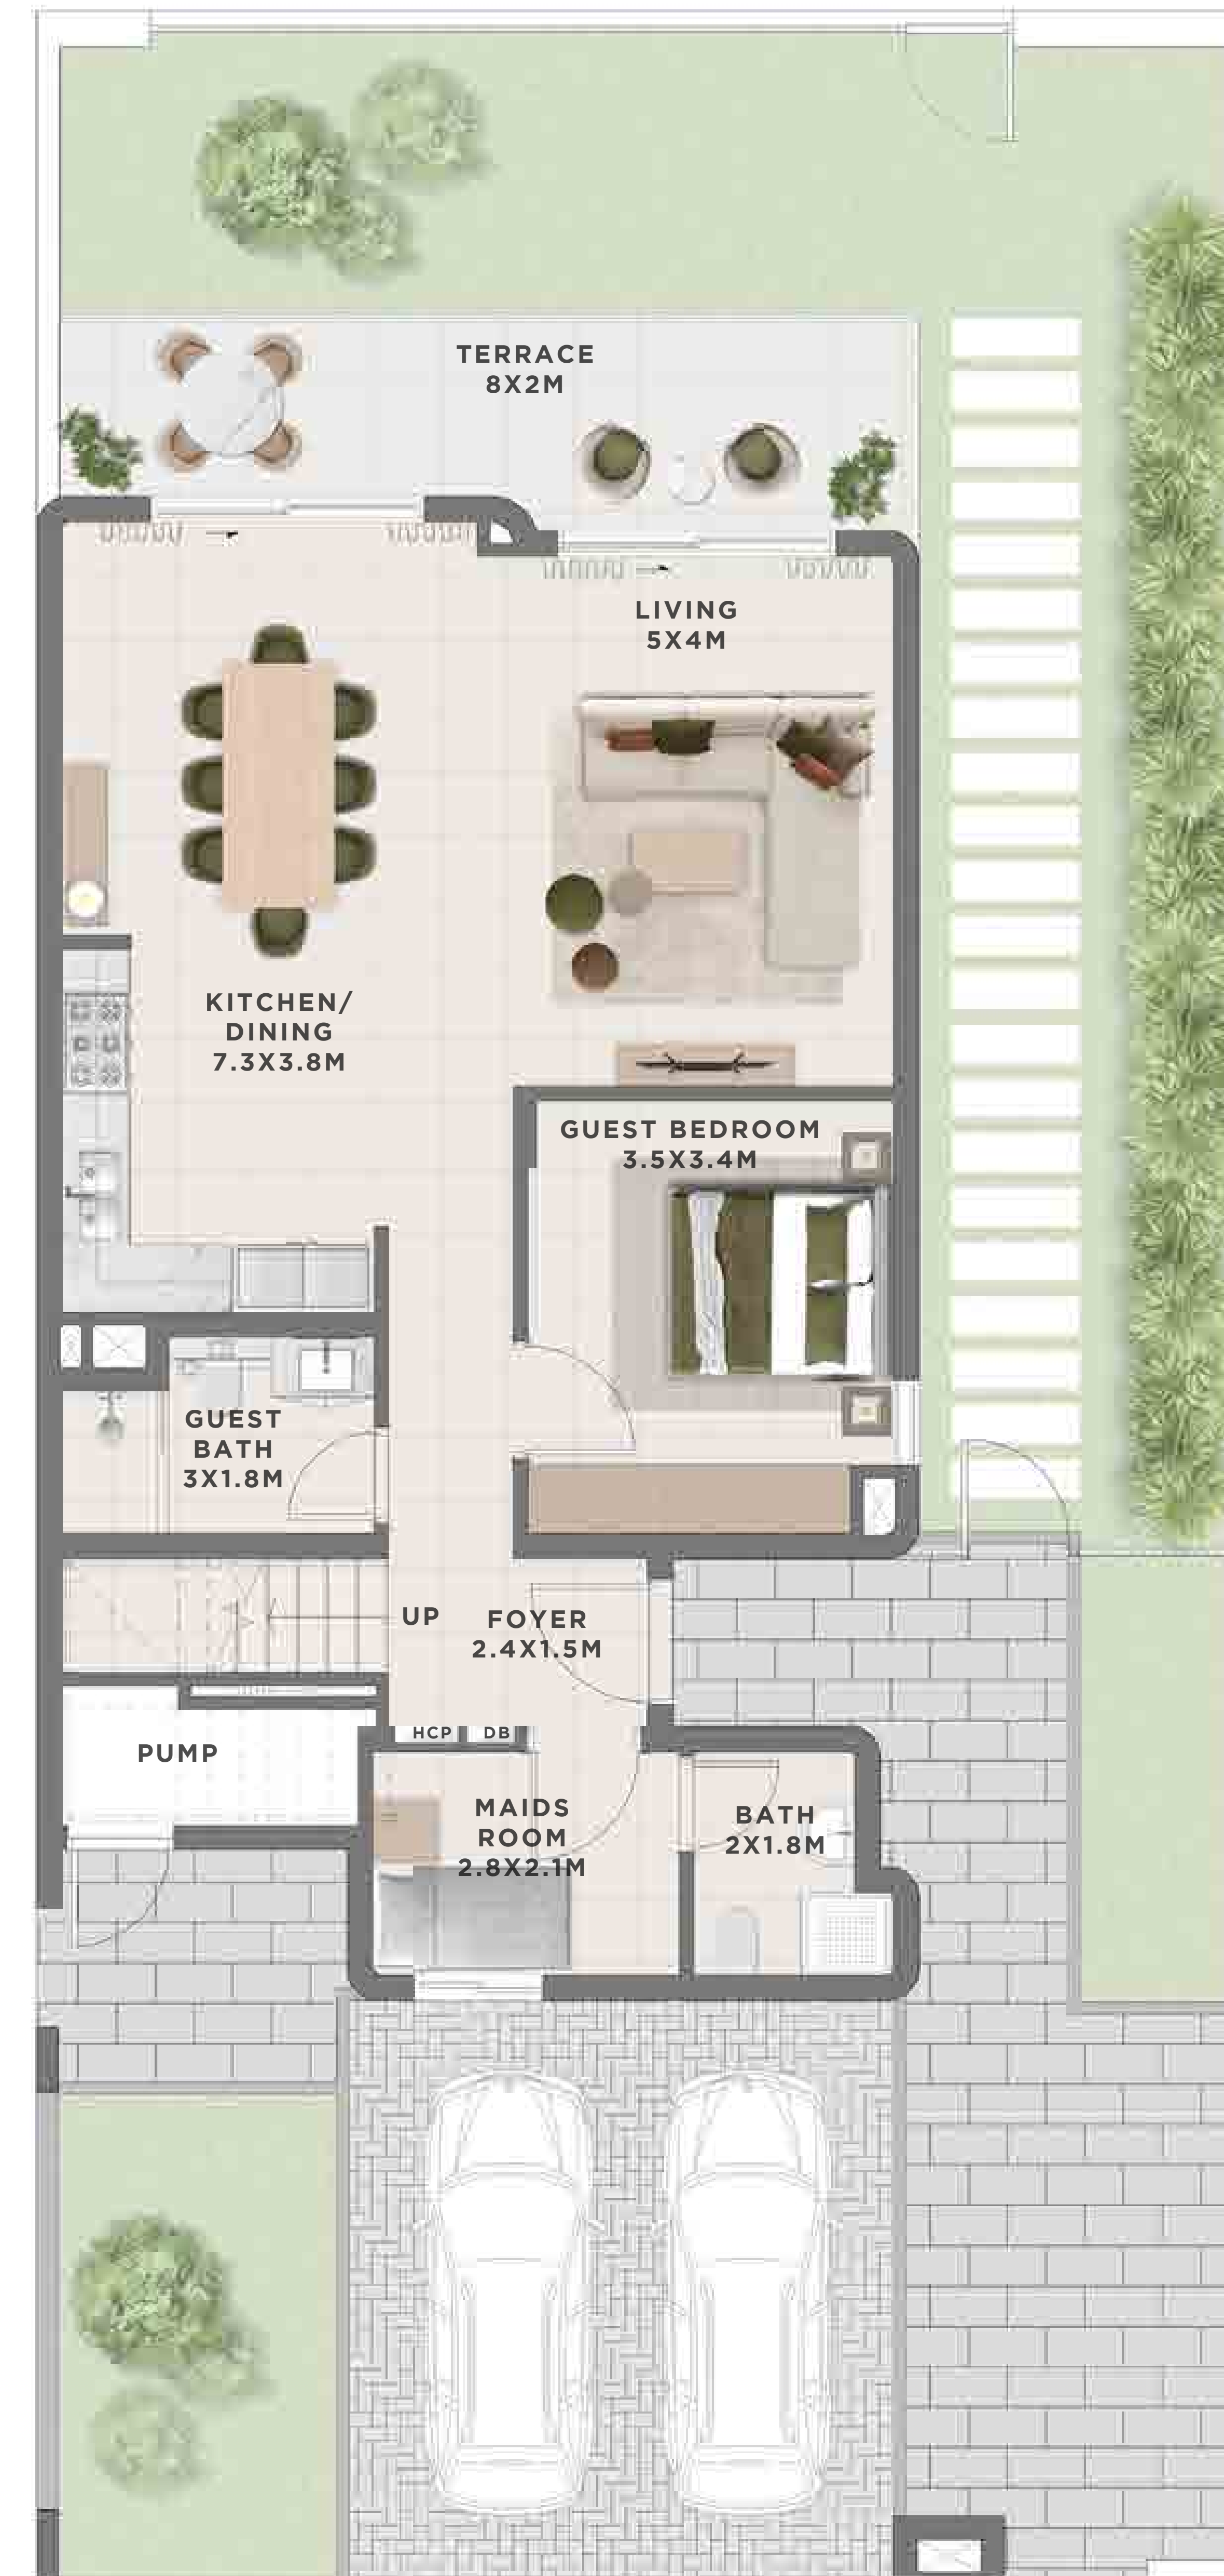 TERRACE
8X2M
LIVING
5X4M
KITCHEN/
DINING
7.3X3.8M
GUEST BEDROOM
3.5X3.4M
GUEST
BATH
3X1.8M
UP
FOYER
2.4X1.5M
HCP
DB
PUMP
MAIDS
ROOM
2.8X2.1M
BATH
2X1.8M